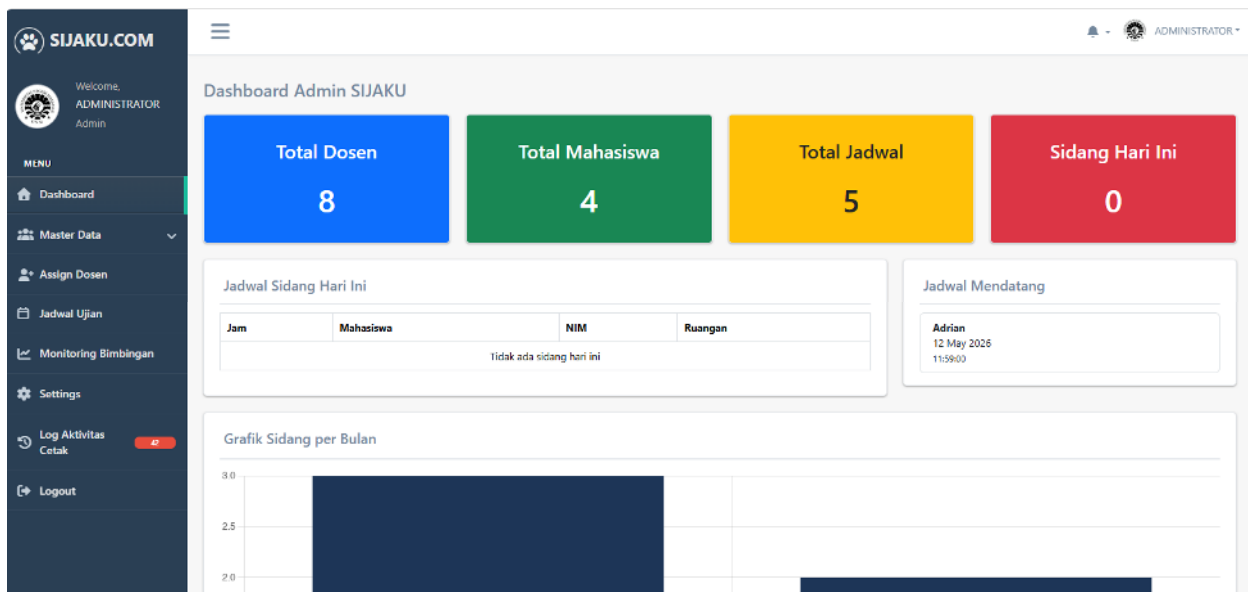 SIJAKU.COM
ADMINISTRATOR
Welcome,
ADMINISTRATOR
Admin
MENU
Dashboard
Master Data
Assign Dosen
Jadwal Ujian
Monitoring Bimbingan
Settings
Log Aktivitas
Cetak
Logout
Dashboard Admin SIJAKU
Total Dosen
8
Total Mahasiswa
4
Total Jadwal
5
Sidang Hari Ini
0
Jadwal Sidang Hari Ini
Jam Mahasiswa NIM Ruangan
Tidak ada sidang hari ini
Jadwal Mendatang
Adrian
12 May 2026
11:59:00
Grafik Sidang per Bulan
3.0
2.5
2.0